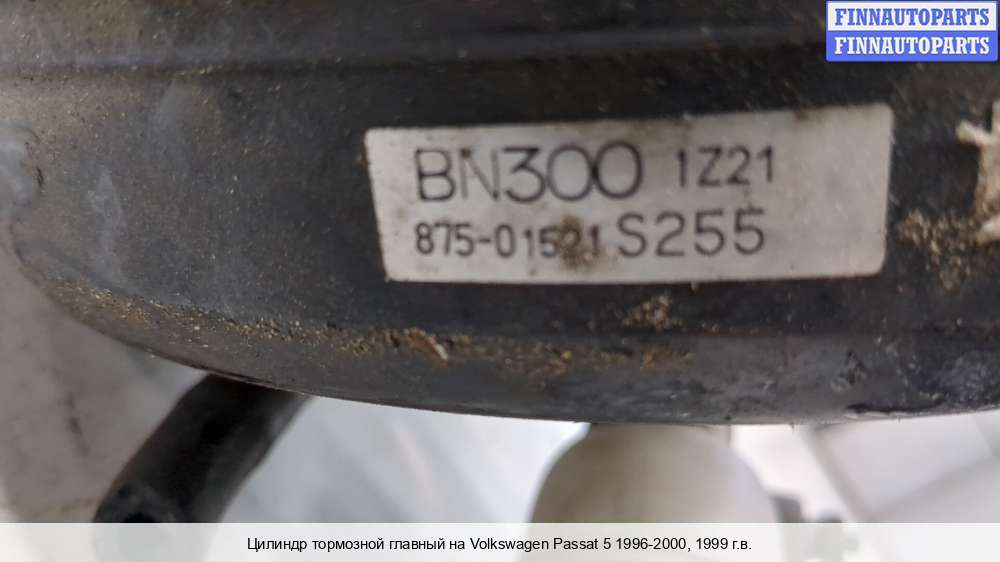 FINNAUTOPARTS
FINNAUTOPARTS
BN300 1Z21
875-01521 S255
Цилиндр тормозной главный на Volkswagen Passat 5 1996-2000, 1999 г.в.